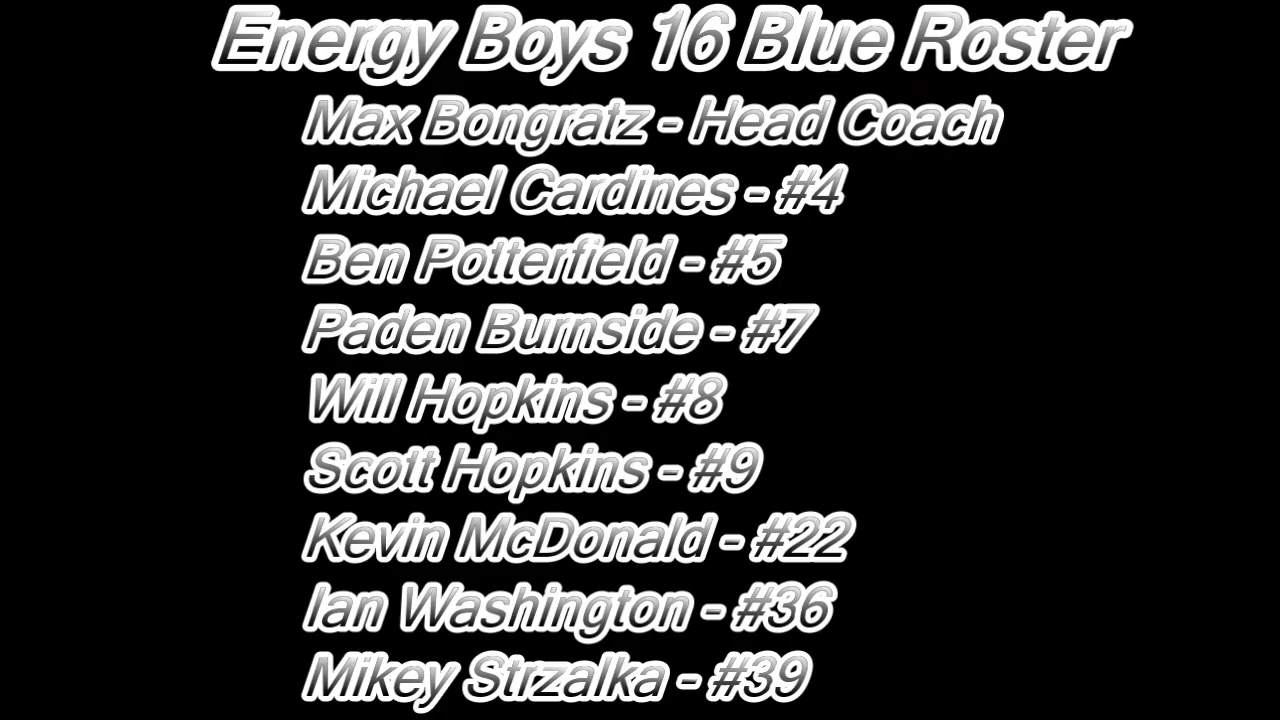 Energy Boys 16 Blue Roster
Max Bongratz - Head Coach
Michael Cardines - #4
Ben Potterfield - #5
Paden Burnside - #7
Will Hopkins - #8
Scott Hopkins - #9
Kevin McDonald - #22
Ian Washington - #36
Mikey Strzalka - #39